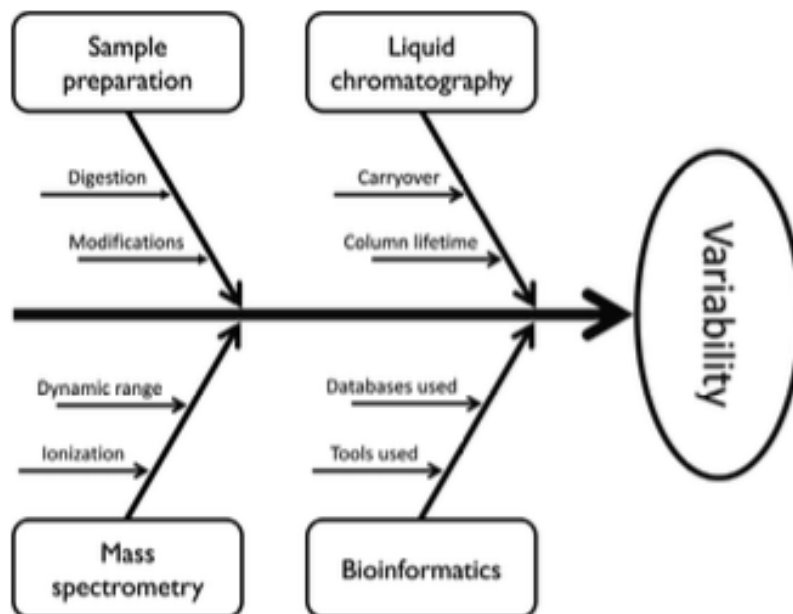 Sample
preparation
Liquid
chromatography
Digestion
Carryover
Modifications
Column lifetime
Variability
Dynamic range
Databases used
Ionization
Tools used
Mass
spectrometry
Bioinformatics